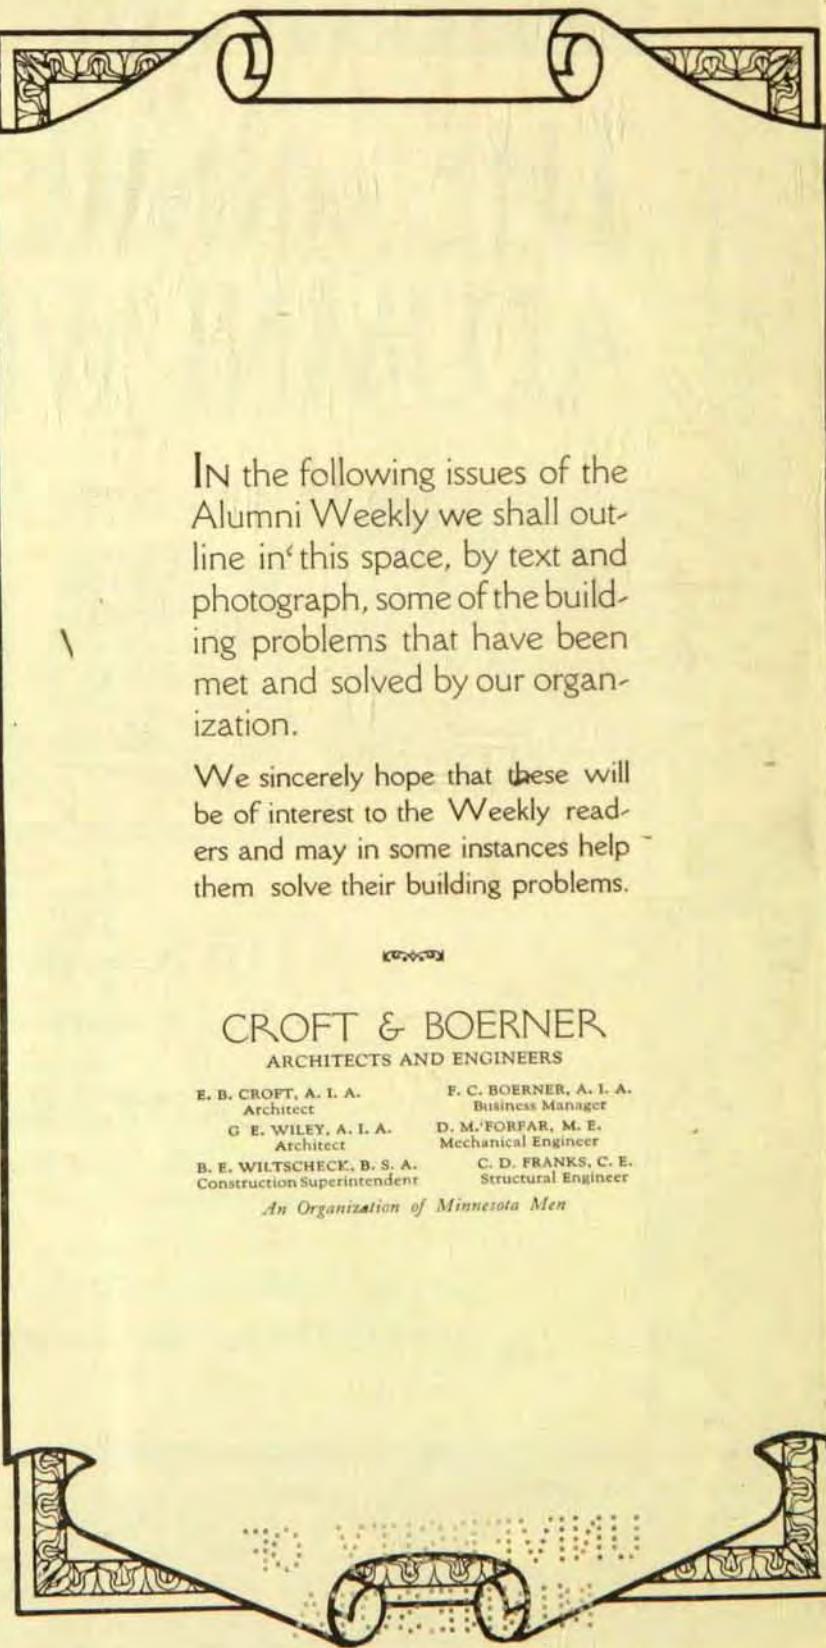 IN the following issues of the
Alumni Weekly we shall out-
line in this space, by text and
photograph, some of the build-
ing problems that have been
met and solved by our organ-
ization.
We sincerely hope that these will
be of interest to the Weekly read-
ers and may in some instances help
them solve their building problems.
CROFT & BOERNER
ARCHITECTS AND ENGINEERS
E. B. CROFT, A. I. A. F. C. BOERNER, A. I. A.
Architect Business Manager
G E. WILEY, A. I. A. D. M. FORFAR, M. E.
Architect Mechanical Engineer
B. E. WILTSCHECK, B. S. A. C. D. FRANKS, C. E.
Construction Superintendent Structural Engineer
An Organization of Minnesota Men
UNIVERSITY OF
MINNESOTA